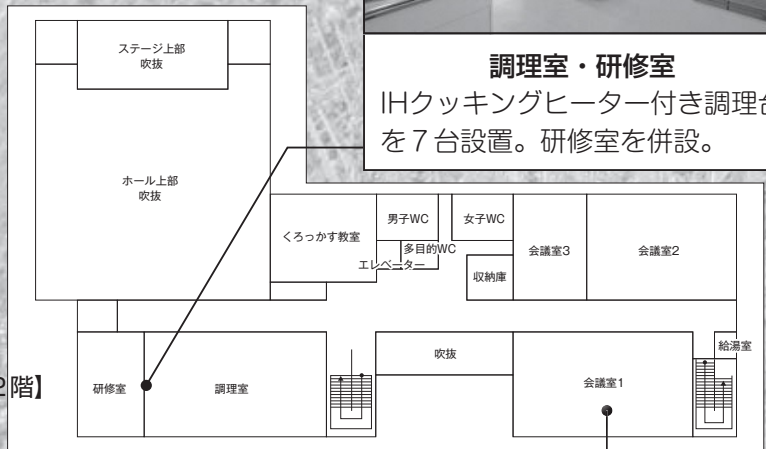 調理室・研修室
IHクッキングヒーター付き調理台
を７台設置。研修室を併設。
ステージ上部
吹抜
ホール上部
吹抜
くろっかす教室
男子WC
女子WC
多目的WC
エレベーター
収納庫
会議室3
会議室2
吹抜
給湯室
2階】
研修室
調理室
会議室1